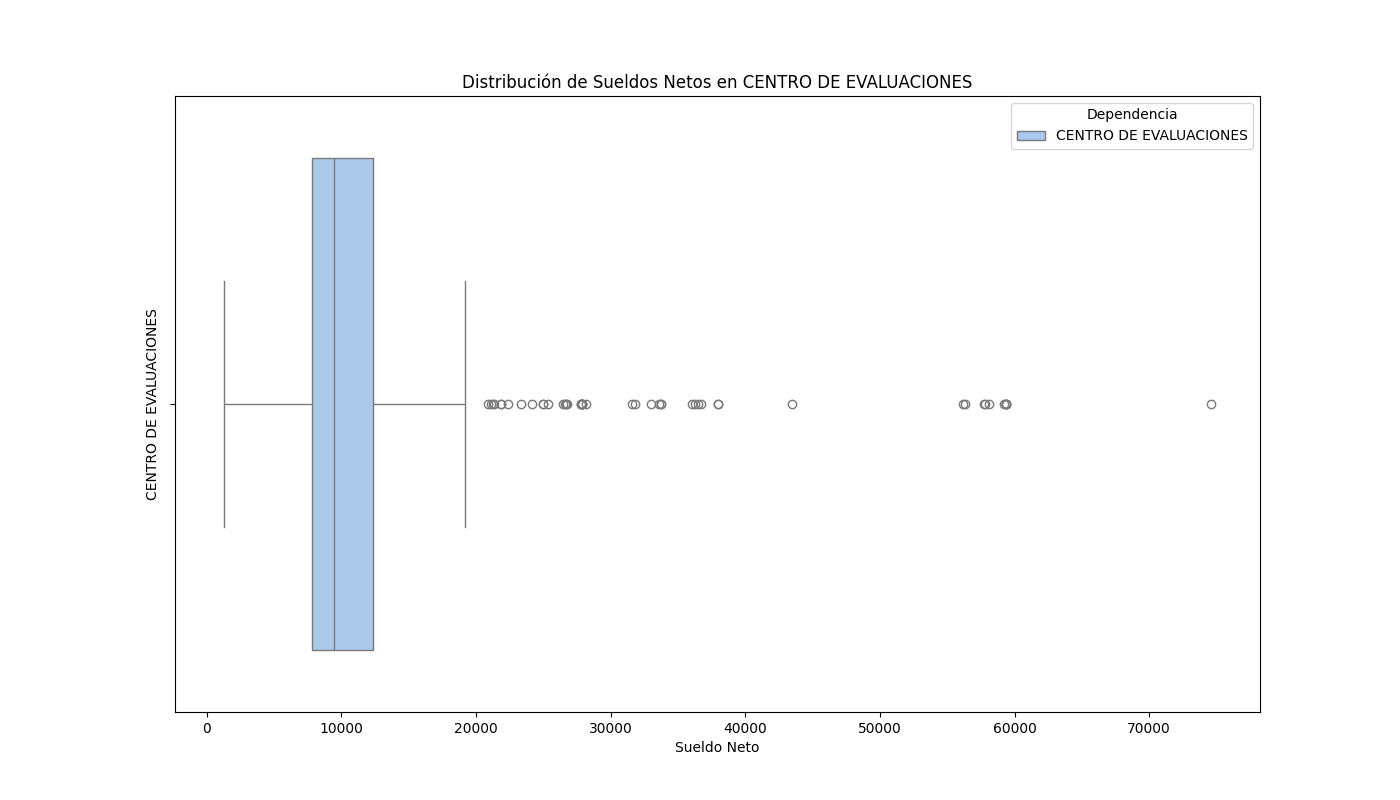 Distribución de Sueldos Netos en CENTRO DE EVALUACIONES
Dependencia
CENTRO DE EVALUACIONES
CENTRO DE EVALUACIONES
0 10000 20000 30000 40000 50000 60000 70000
Sueldo Neto